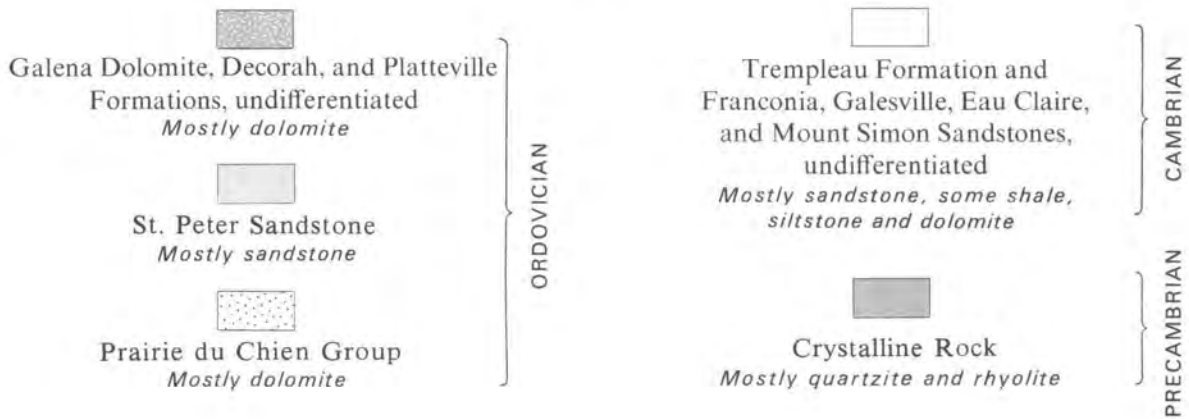 Galena Dolomite, Decorah, and Platteville
Formations, undifferentiated
Mostly dolomite
St. Peter Sandstone
Mostly sandstone
Prairie du Chien Group
Mostly dolomite
ORDOVICIAN
Trempleau Formation and
Franconia, Galesville, Eau Claire,
and Mount Simon Sandstones,
undifferentiated
Mostly sandstone, some shale,
siltstone and dolomite
CAMBRIAN
Crystalline Rock
Mostly quartzite and rhyolite
PRECAMBRIAN